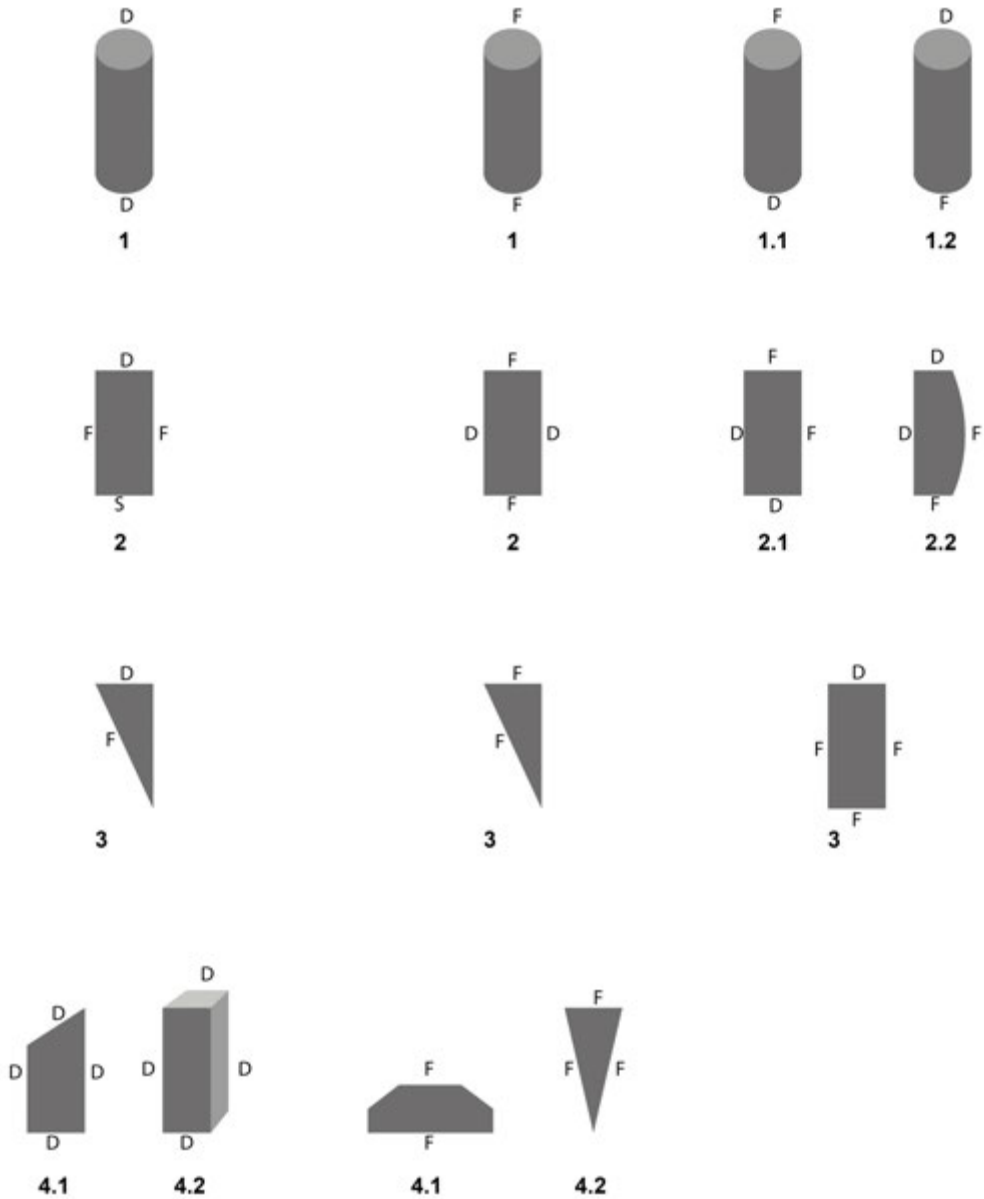 D F F D
D F D F
1 1 1.1 1.2
D F F D
F F D D D F D F
S F D F
2 2 2.1 2.2
D F D
F F F F
F
3 3 3
D
D
D D D D F F F F
D D F
4.1 4.2 4.1 4.2